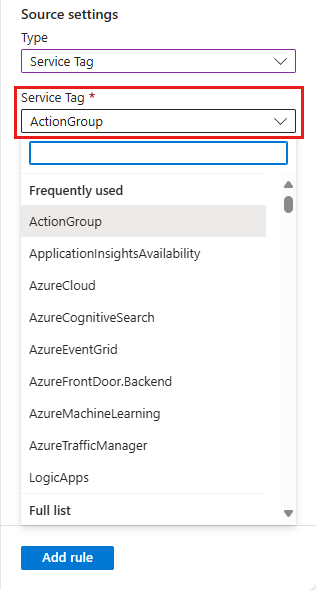 Source settings
Type
Service Tag
Service Tag *
ActionGroup
Frequently used
ActionGroup
ApplicationInsightsAvailability
AzureCloud
AzureCognitiveSearch
AzureEventGrid
AzureFrontDoor.Backend
AzureMachineLearning
AzureTrafficManager
LogicApps
Full list
Add rule